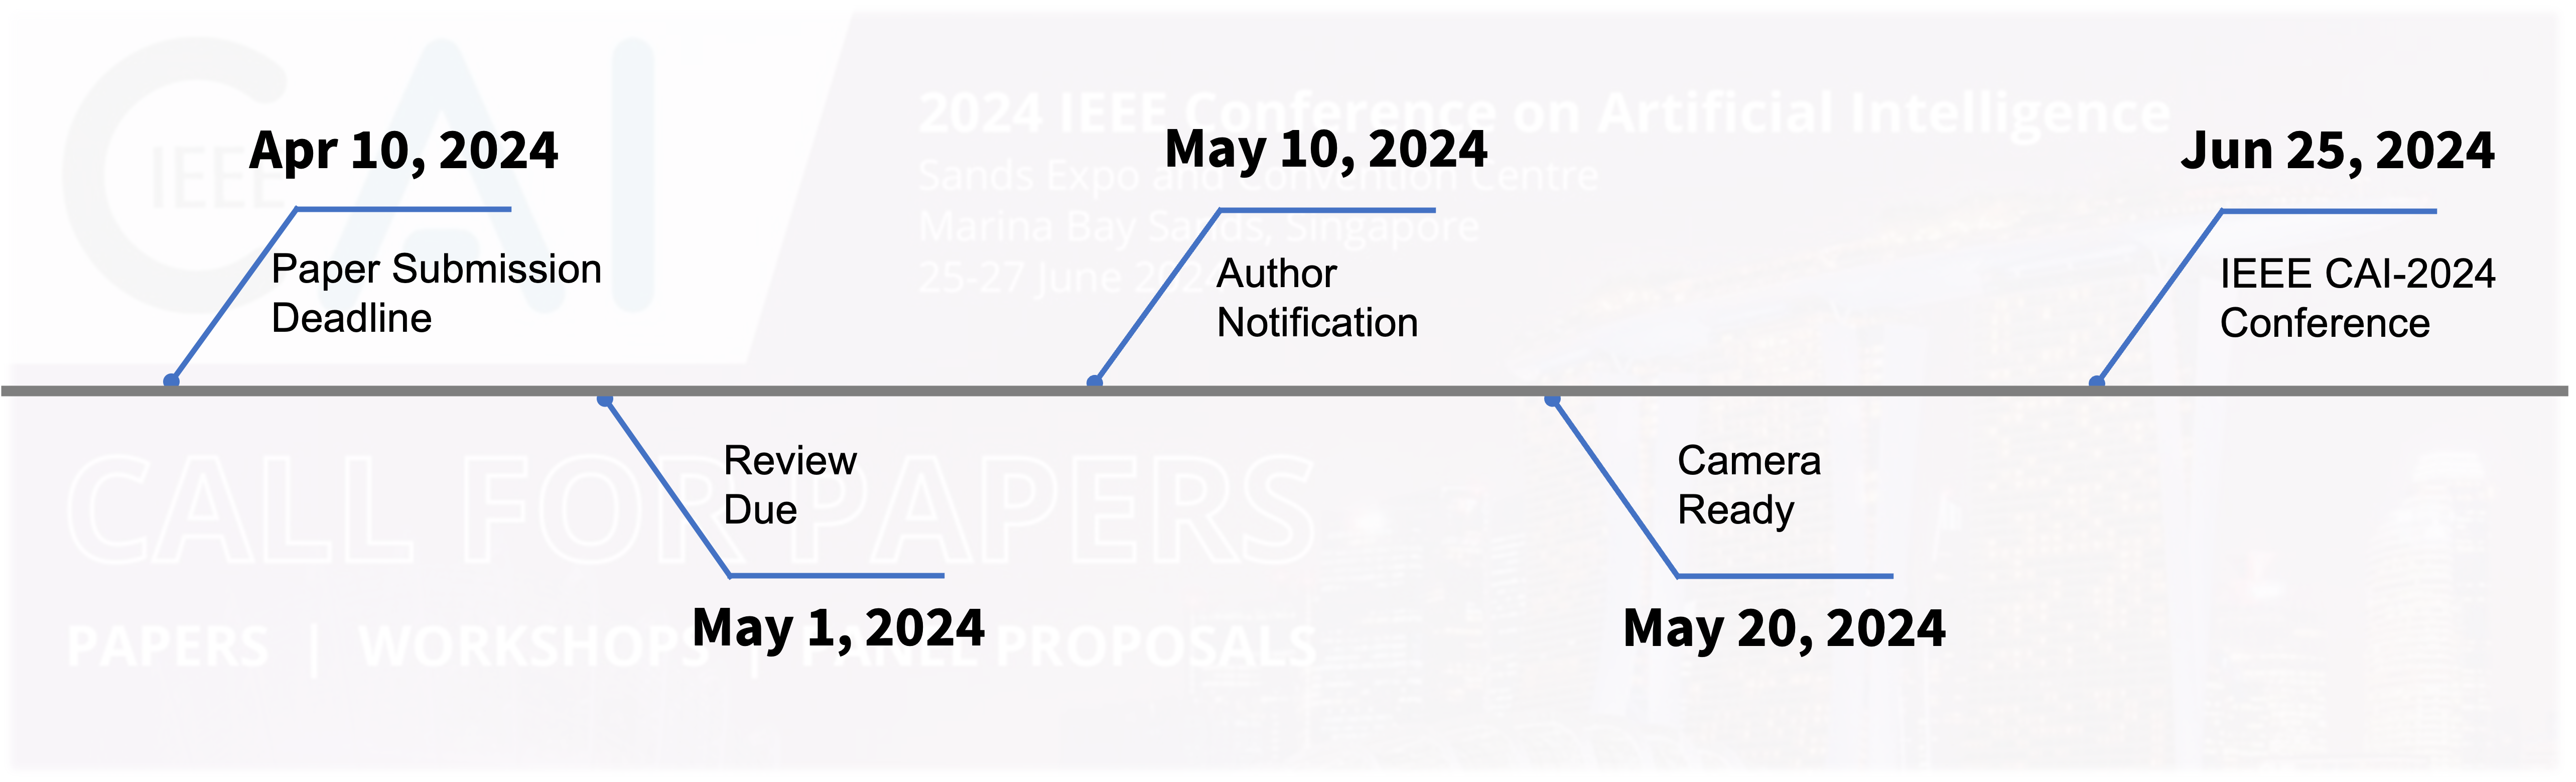 CAI
IEEE
2024 IEEE Conference on Artificial Intelligence
Sands Expo and Convention Centre
Marina Bay Sands, Singapore
25-27 June 2024
Apr 10, 2024
Paper Submission
Deadline
May 10, 2024
Author
Notification
Jun 25, 2024
IEEE CAI-2024
Conference
Review
Due
May 1, 2024
Camera
Ready
May 20, 2024
CALL FOR PAPERS
PAPERS | WORKSHOPS | PANEL PROPOSALS